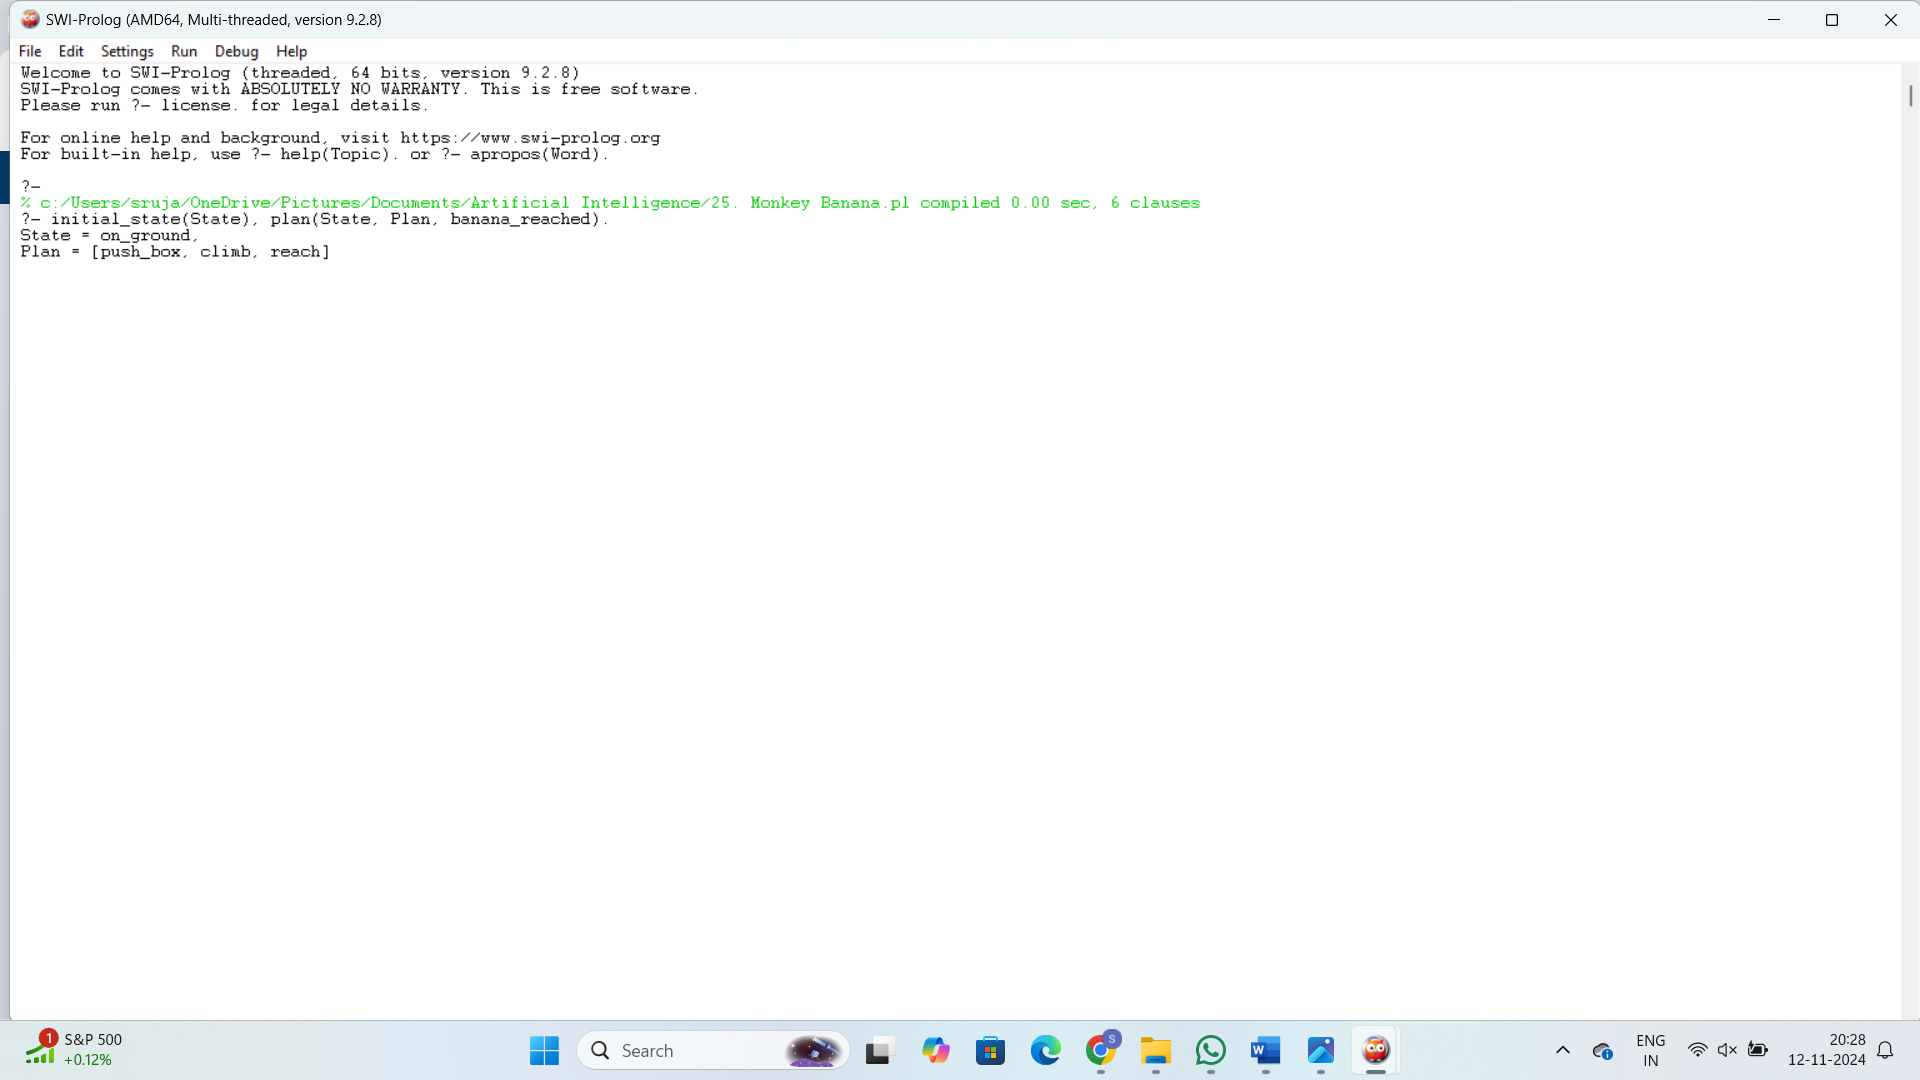 SWI-Prolog (AMD64, Multi-threaded, version 9.2.8)
File Edit Settings Run Debug Help
Welcome to SWI-Prolog (threaded, 64 bits, version 9.2.8)
SWI-Prolog comes with ABSOLUTELY NO WARRANTY. This is free software.
Please run ?- license. for legal details.
For online help and background, visit https://www.swi-prolog.org
For built-in help, use ?- help(Topic). or ?- apropos(Word).
?-
% c:/Users/sruja/OneDrive/Pictures/Documents/Artificial Intelligence/25. Monkey Banana.pl compiled 0.00 sec, 6 clauses
?- initial_state(State), plan(State, Plan, banana_reached).
State = on_ground,
Plan = [push_box, climb, reach]
1
S&P 500
+0.12%
Search
S
W
ENG
IN
20:28
12-11-2024